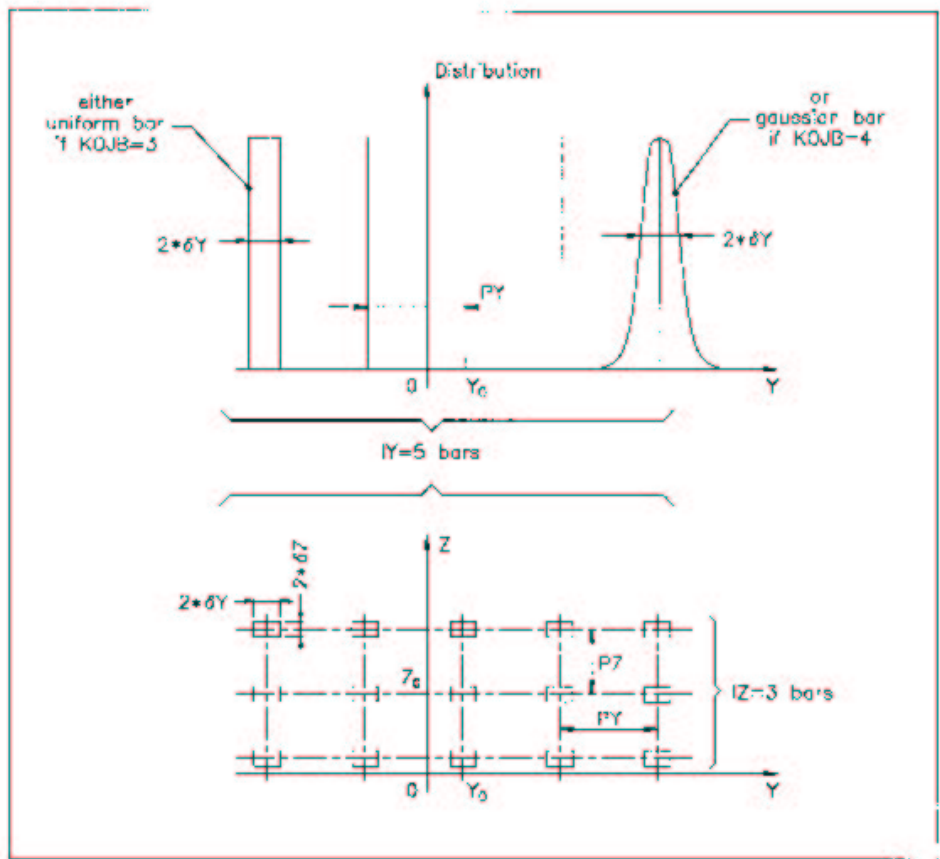 Distribution
either
uniform bar
if KOJB=3
or
gaussian bar
if KOJB=4
2*δY
2*δY
PY
0
Y₀
Y
IY=5 bars
Z
2*δZ
2*δY
PZ
Z₀
IZ=3 bars
PY
0
Y₀
Y